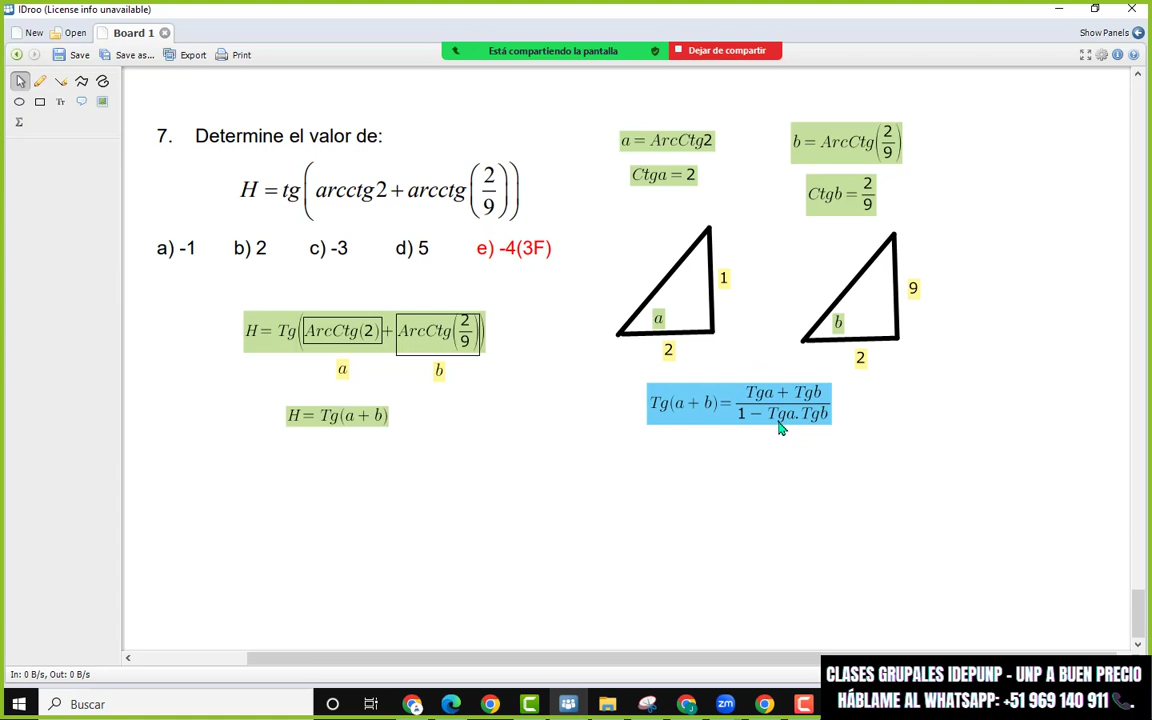 IDroo (License info unavailable)
New Open Board 1 Show Panels
Save Save as... Export Print
Está compartiendo la pantalla Dejar de compartir
Tr
Σ
7. Determine el valor de:
H = tg(arcctg2 + arcctg(2/9))
a) -1 b) 2 c) -3 d) 5 e) -4(3F)
H = Tg(ArcCtg(2) + ArcCtg(2/9))
a b
H = Tg(a + b)
a = ArcCtg2
Ctga = 2
b = ArcCtg(2/9)
Ctgb = 2/9
1
a
2
9
b
2
Tg(a + b) = (Tga + Tgb)/(1 − Tga.Tgb)
In: 0 B/s, Out: 0 B/s
CLASES GRUPALES IDEPUNP - UNP A BUEN PRECIO
HÁBLAME AL WHATSAPP: +51 969 140 911
Buscar